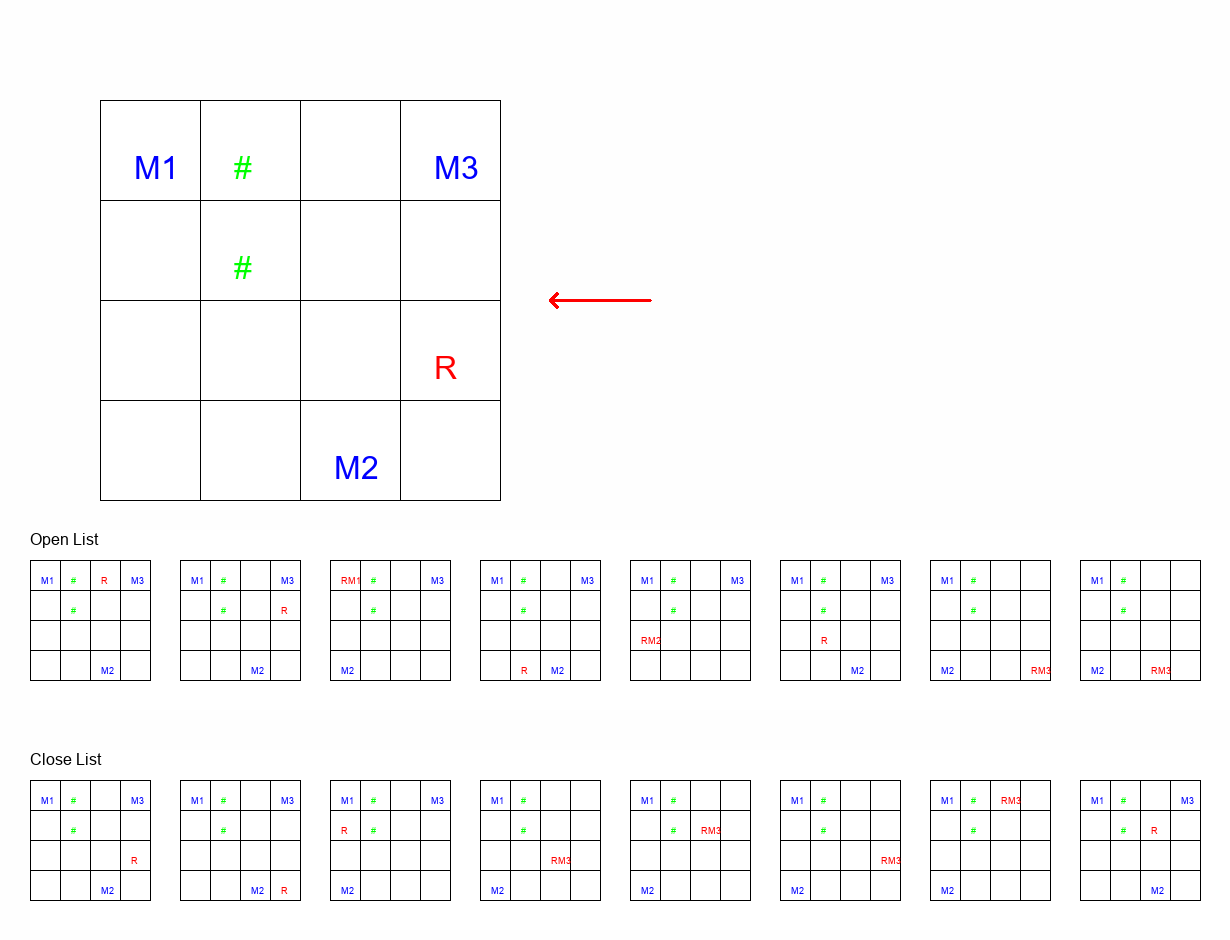 M1 # M3
#
R
M2
Open List
M1 # R M3 M1 # M3 RM1 # M3 M1 # M3 M1 # M3 M1 # M3 M1 # M1 #
# # R # # # # # #
RM2 R
M2 M2 M2 R M2 M2 M2 RM3 M2 RM3
Close List
M1 # M3 M1 # M3 M1 # M3 M1 # M1 # M1 # M1 # RM3 M1 # M3
# # R # # # RM3 # # # R
R RM3 RM3
M2 M2 R M2 M2 M2 M2 M2 M2